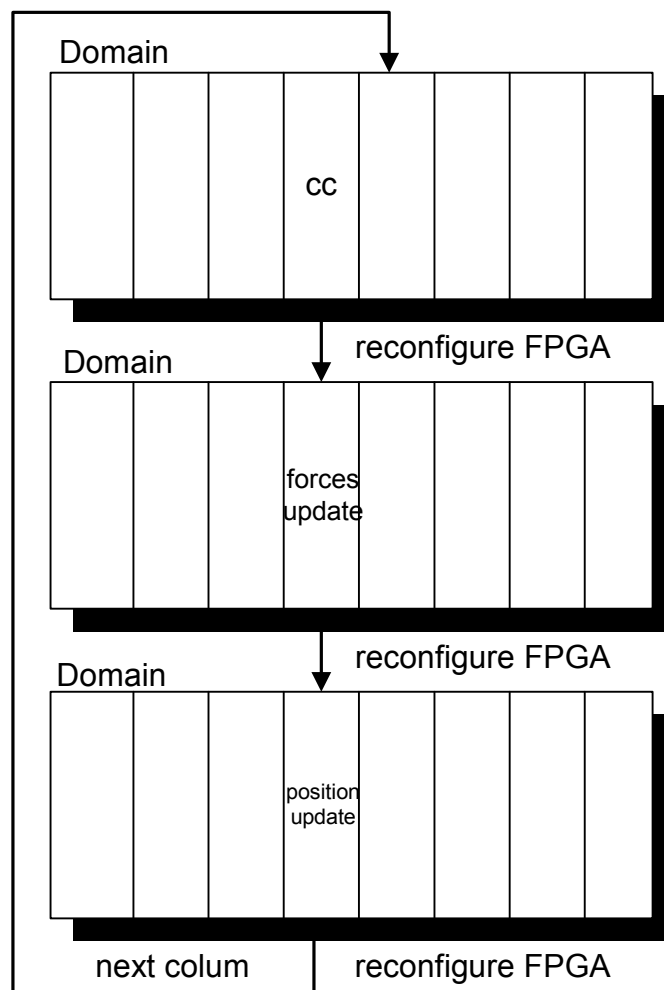 Domain
cc
reconfigure FPGA
Domain
forces
update
reconfigure FPGA
Domain
position
update
next colum
reconfigure FPGA